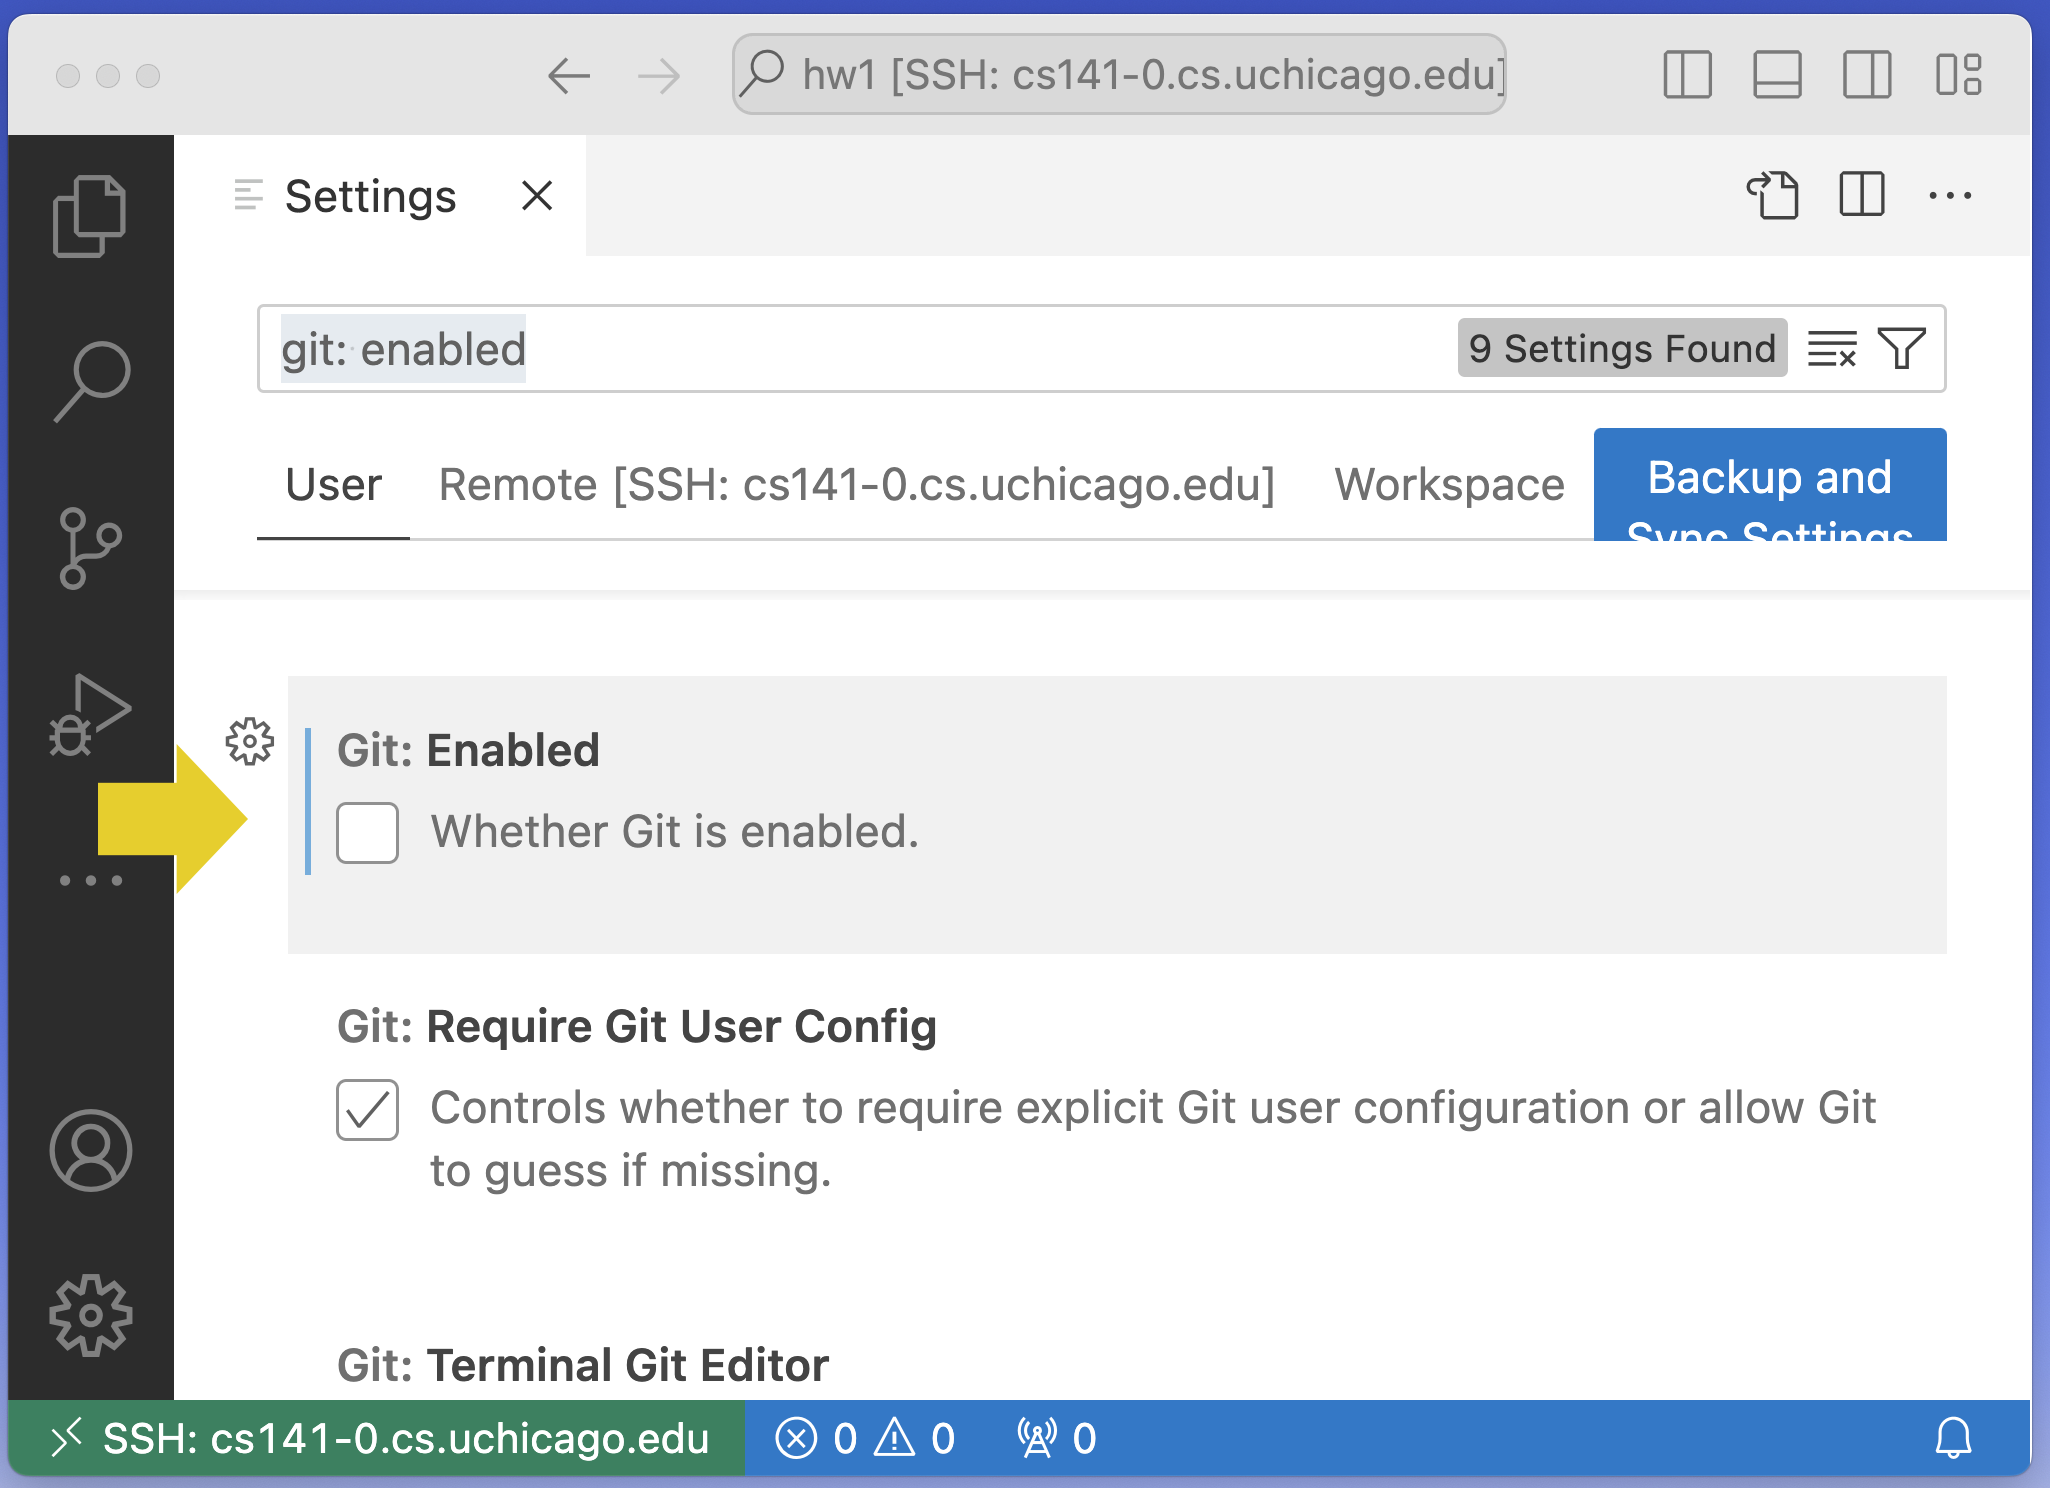 hw1 [SSH: cs141-0.cs.uchicago.edu]
Settings
git: enabled
9 Settings Found
User
Remote [SSH: cs141-0.cs.uchicago.edu]
Workspace
Backup and
Sync Settings
Git: Enabled
Whether Git is enabled.
Git: Require Git User Config
Controls whether to require explicit Git user configuration or allow Git
to guess if missing.
Git: Terminal Git Editor
SSH: cs141-0.cs.uchicago.edu
0
0
0